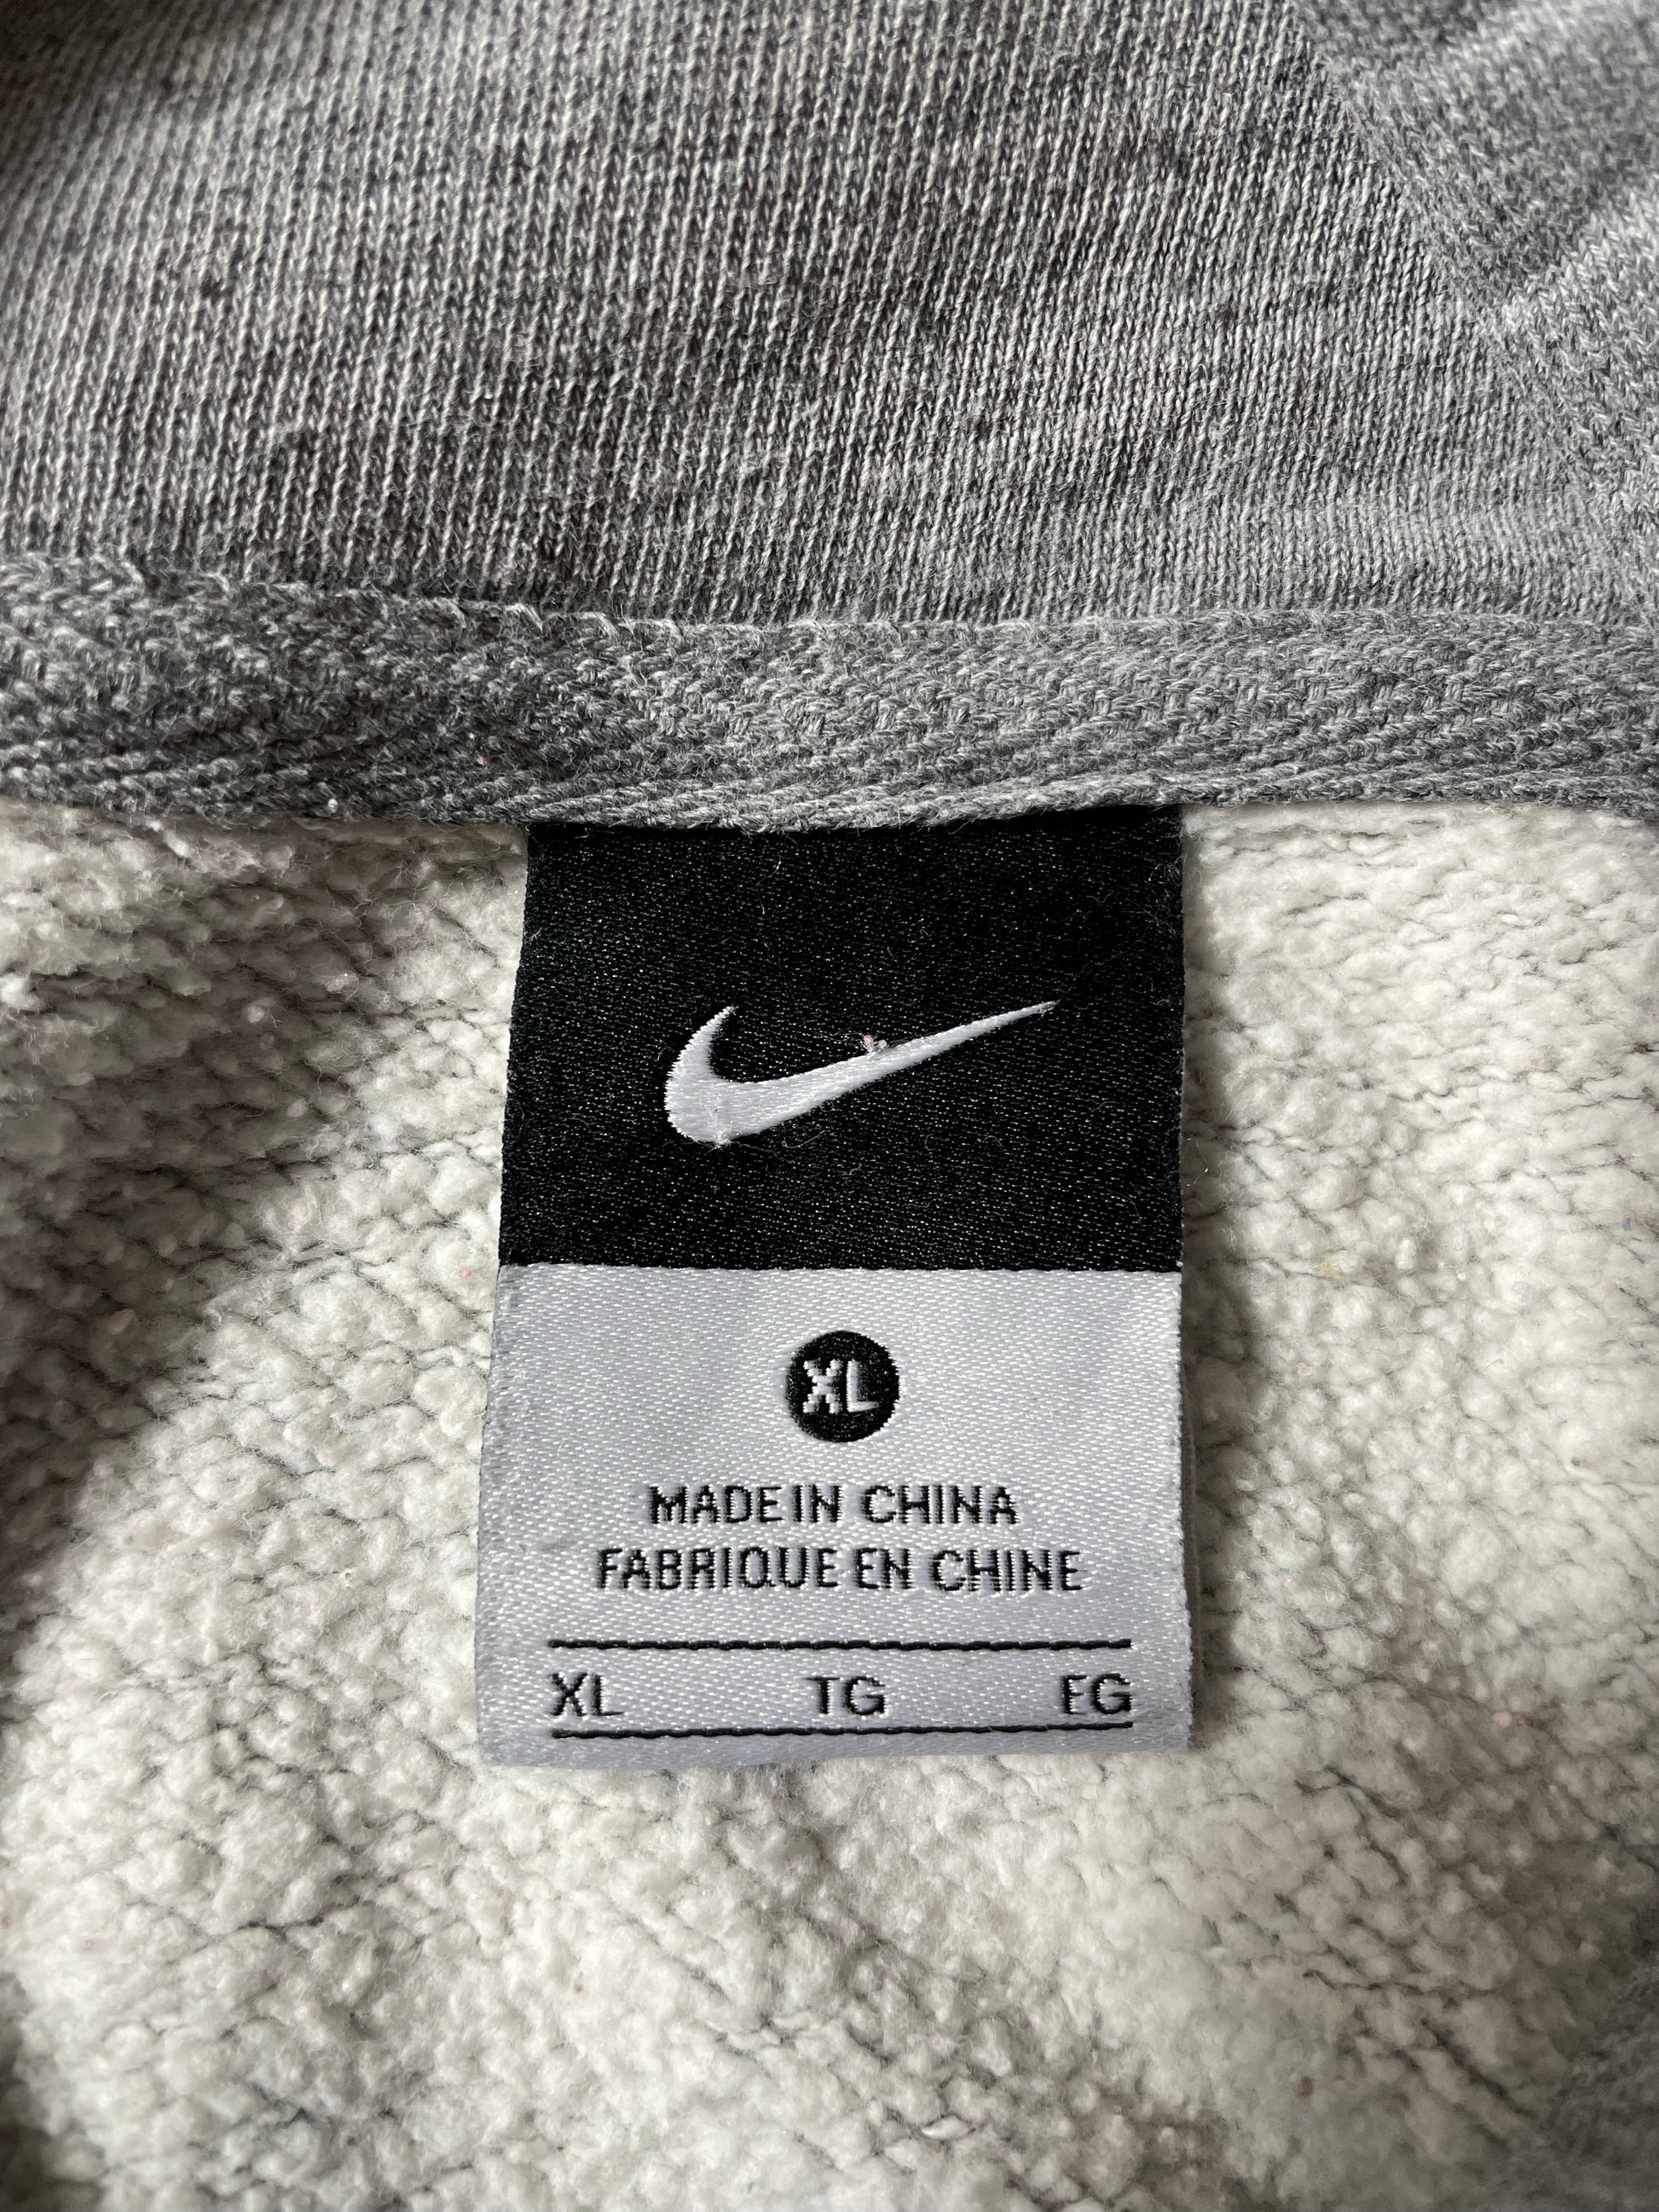 XL
MADE IN CHINA
FABRIQUE EN CHINE
XL TG EG